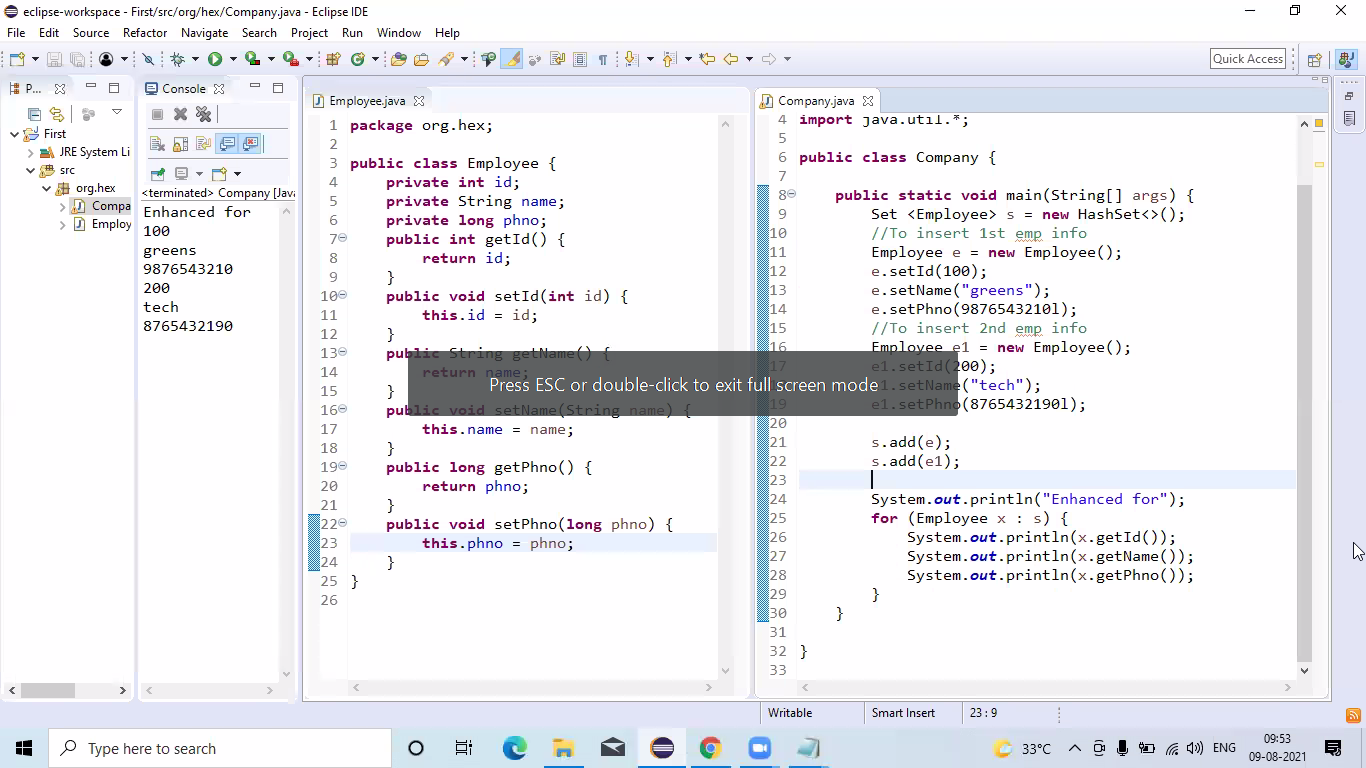 eclipse-workspace - First/src/org/hex/Company.java - Eclipse IDE
File Edit Source Refactor Navigate Search Project Run Window Help
Quick Access
P...
First
JRE System Li
src
org.hex
Compa
Employ
Console
<terminated> Company [Java
Enhanced for
100
greens
9876543210
200
tech
8765432190
Employee.java
1 package org.hex;
2
3 public class Employee {
4 private int id;
5 private String name;
6 private long phno;
7 public int getId() {
8 return id;
9 }
10 public void setId(int id) {
11 this.id = id;
12 }
13 public String getName() {
14 return name;
15 }
16 public void setName(String name) {
17 this.name = name;
18 }
19 public long getPhno() {
20 return phno;
21 }
22 public void setPhno(long phno) {
23 this.phno = phno;
24 }
25 }
26
Press ESC or double-click to exit full screen mode
Company.java
4 import java.util.*;
5
6 public class Company {
7
8 public static void main(String[] args) {
9 Set <Employee> s = new HashSet<>();
10 //To insert 1st emp info
11 Employee e = new Employee();
12 e.setId(100);
13 e.setName("greens");
14 e.setPhno(9876543210l);
15 //To insert 2nd emp info
16 Employee e1 = new Employee();
17 e1.setId(200);
18 e1.setName("tech");
19 e1.setPhno(8765432190l);
20
21 s.add(e);
22 s.add(e1);
23
24 System.out.println("Enhanced for");
25 for (Employee x : s) {
26 System.out.println(x.getId());
27 System.out.println(x.getName());
28 System.out.println(x.getPhno());
29 }
30 }
31
32 }
33
Writable Smart Insert 23 : 9
Type here to search
33°C
ENG
09:53
09-08-2021